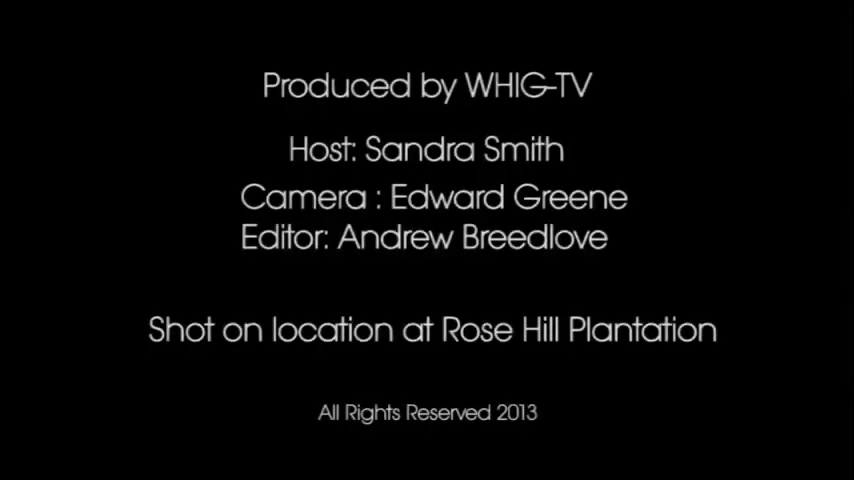 Produced by WHIG-TV
Host: Sandra Smith
Camera : Edward Greene
Editor: Andrew Breedlove
Shot on location at Rose Hill Plantation
All Rights Reserved 2013